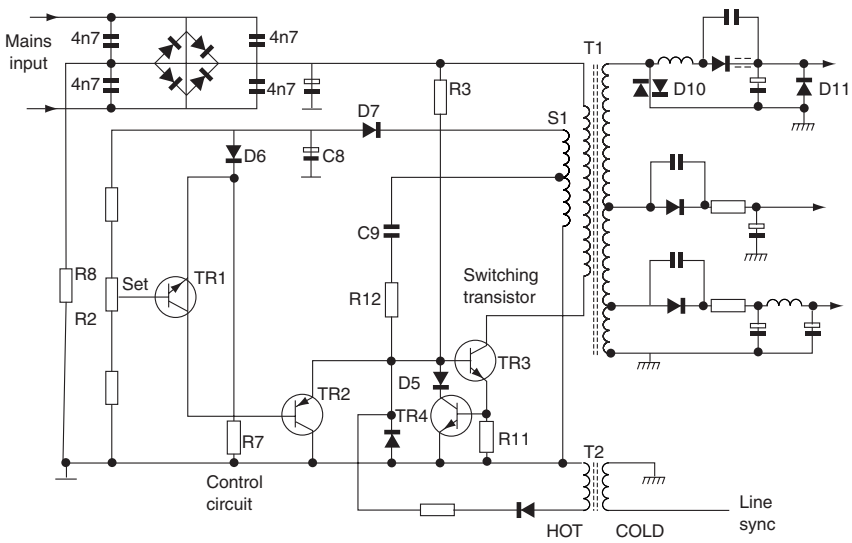 Mains
input
4n7
4n7
4n7
4n7
T1
D10
D11
R3
D7
S1
D6
C8
C9
R8
Set
TR1
R12
Switching
transistor
R2
TR3
D5
TR2
TR4
R7
R11
Control
circuit
T2
Line
sync
HOT
COLD